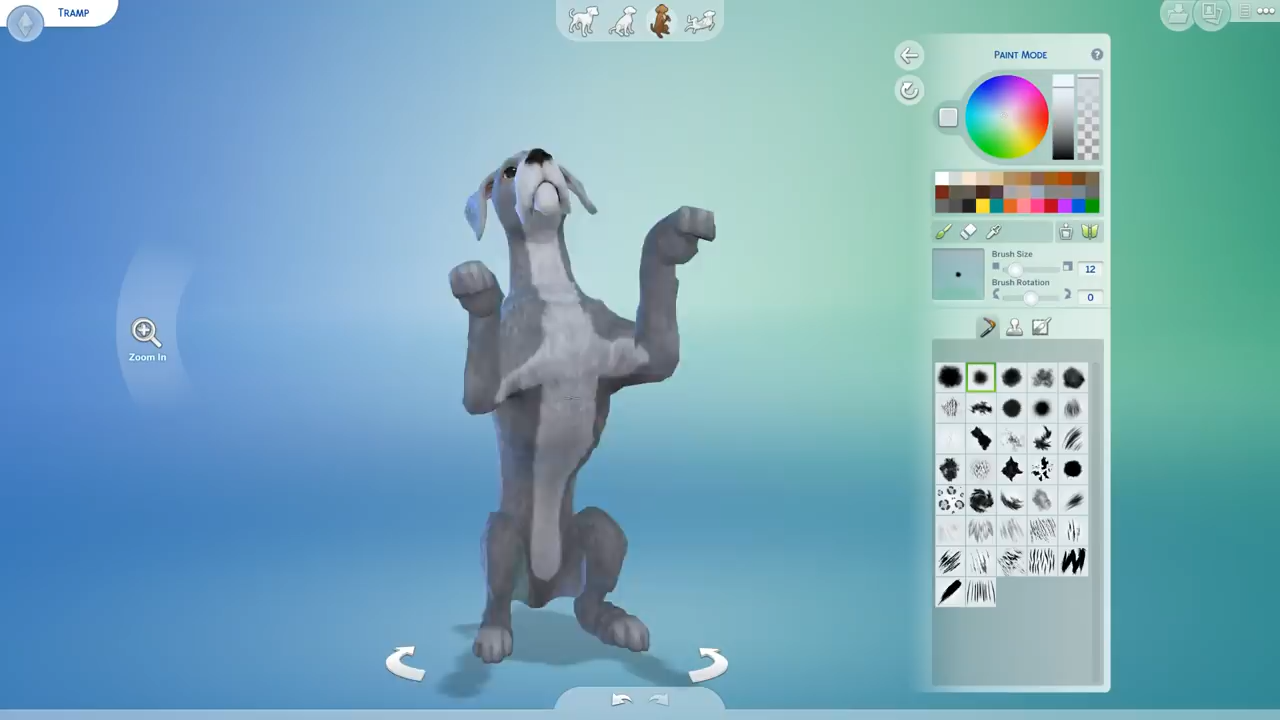 TRAMP
PAINT MODE
?
Brush Size
12
Brush Rotation
0
Zoom In